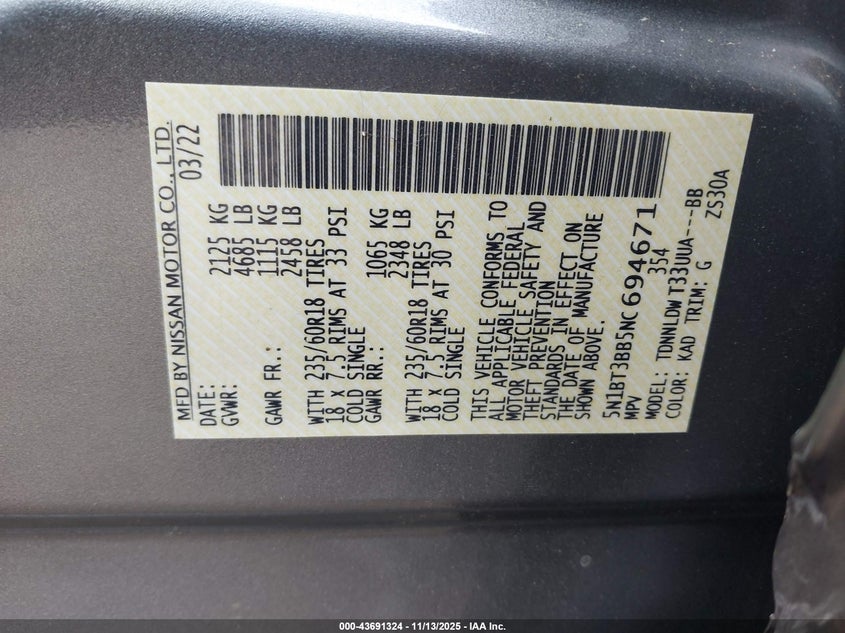 MFD BY NISSAN MOTOR CO., LTD.
DATE: 03/22
GVWR: 2125 KG
4685 LB
GAWR FR.: 1115 KG
2458 LB
WITH 235/60R18 TIRES
18 x 7.5 RIMS AT 33 PSI
COLD SINGLE
GAWR RR.: 1065 KG
2348 LB
WITH 235/60R18 TIRES
18 x 7.5 RIMS AT 30 PSI
COLD SINGLE
THIS VEHICLE CONFORMS TO
ALL APPLICABLE FEDERAL
MOTOR VEHICLE SAFETY AND
THEFT PREVENTION
STANDARDS IN EFFECT ON
THE DATE OF MANUFACTURE
SHOWN ABOVE.
5N1BT3BB5NC694671
MPV 354
MODEL: TDNNLDW T33UUA---BB
COLOR: KAD TRIM: G ZS30A
000-43691324 | 11/13/2025 - IAA Inc.